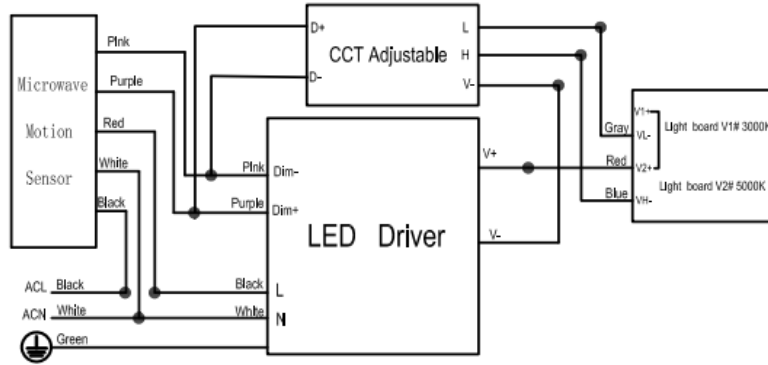 D+
L
CCT Adjustable
H
D-
V-
Pink
Microwave
Purple
Motion
Red
Sensor
White
Black
V1+
Light board V1# 3000K
Gray
VL-
Red
V2+
Light board V2# 5000K
Blue
VH-
Pink
Dim-
V+
Purple
Dim+
LED Driver
V-
ACL
Black
Black
L
ACN
White
White
N
Green